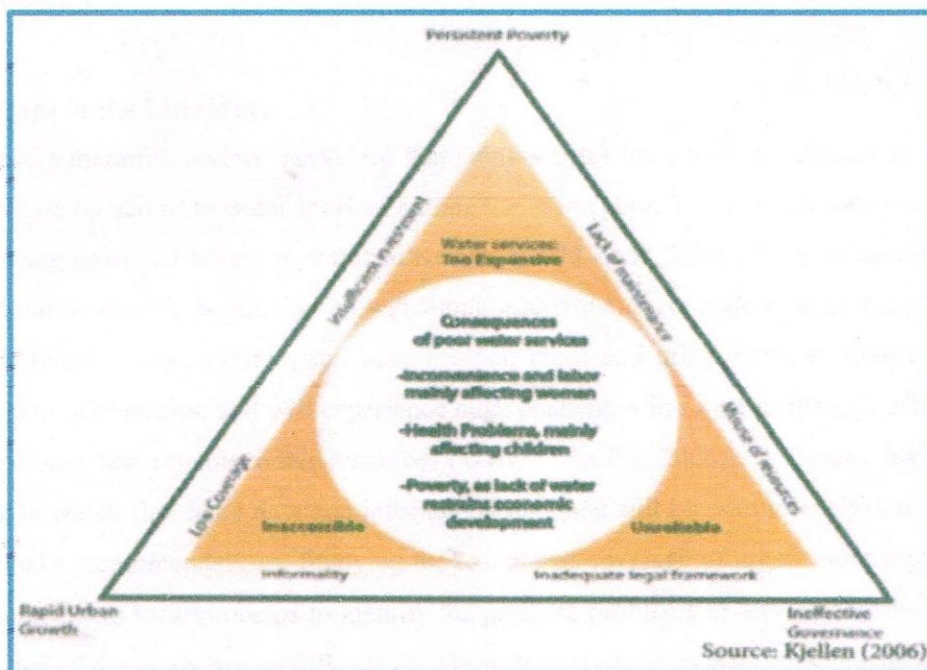 Persistent Poverty
Insufficient investment
Lack of maintenance
Water services:
Too Expansive
Consequences
of poor water services
-Inconvenience and labor
mainly affecting women
-Health Problems, mainly
affecting children
-Poverty, as lack of water
restrains economic
development
Low Coverage
Misuse of resources
Inaccessible
Unreliable
Informality
Inadequate legal framework
Rapid Urban
Growth
Ineffective
Governance
Source: Kjellen (2006)